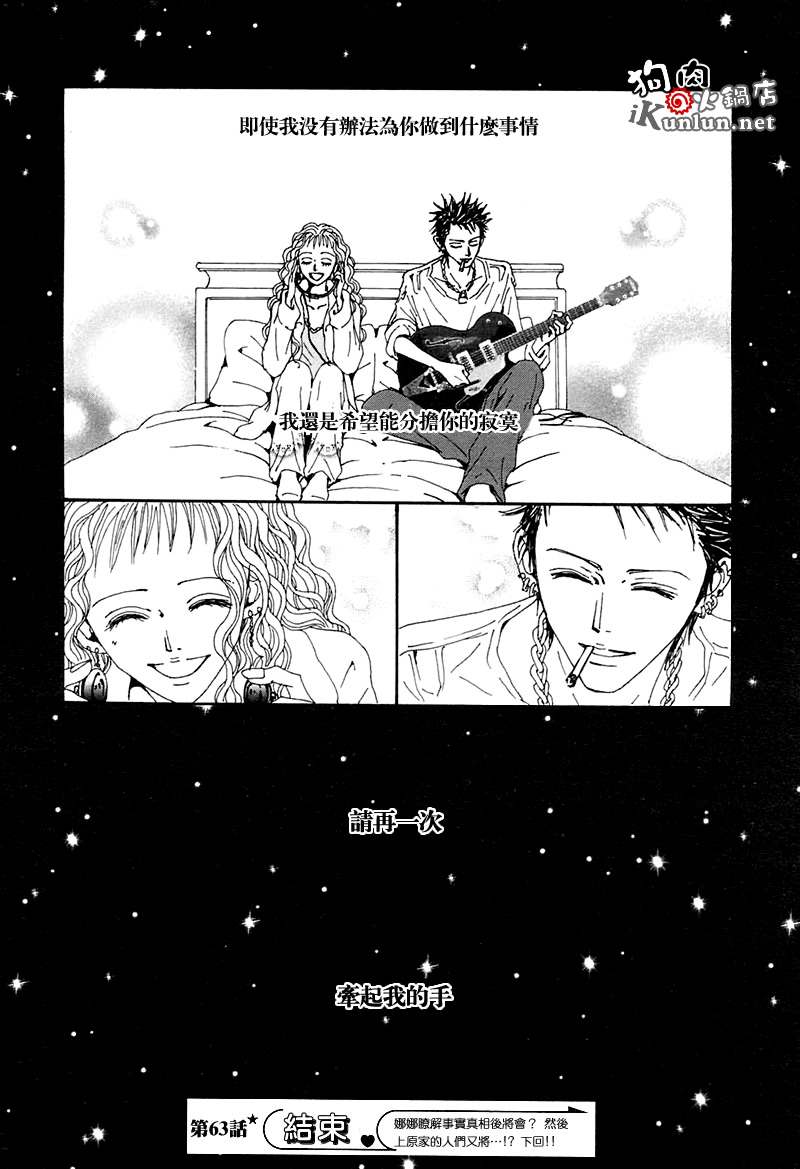 狗肉
火鍋店
iKunlun.net
即使我没有辦法為你做到什麼事情
我還是希望能分擔你的寂寞
請再一次
牽起我的手
第63話★
結束
娜娜瞭解事實真相後將會？ 然後
上原家的人們又將…!? 下回!!